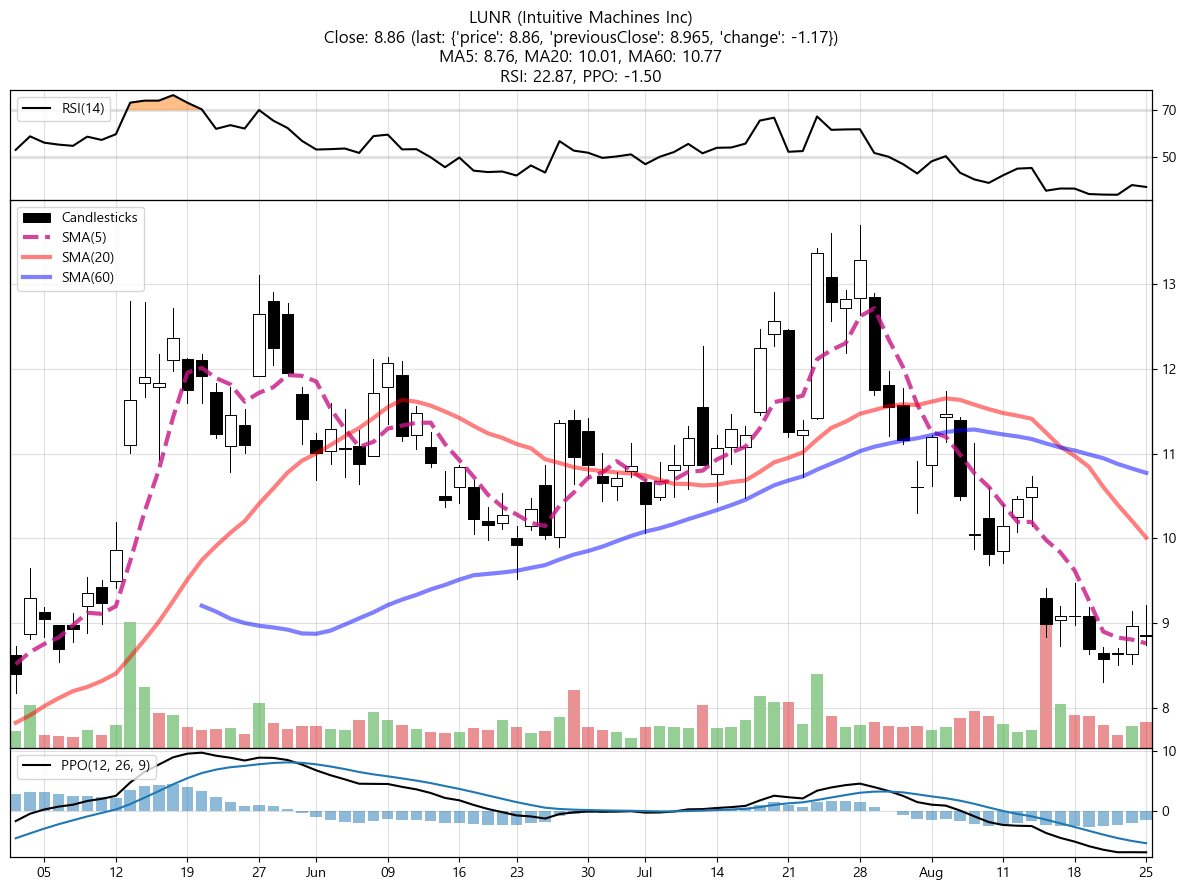 LUNR (Intuitive Machines Inc)
Close: 8.86 (last: {'price': 8.86, 'previousClose': 8.965, 'change': -1.17})
MA5: 8.76, MA20: 10.01, MA60: 10.77
RSI: 22.87, PPO: -1.50
RSI(14)
70
50
Candlesticks
SMA(5)
SMA(20)
SMA(60)
13
12
11
10
9
8
PPO(12, 26, 9)
10
0
05 12 19 27 Jun 09 16 23 30 Jul 14 21 28 Aug 11 18 25